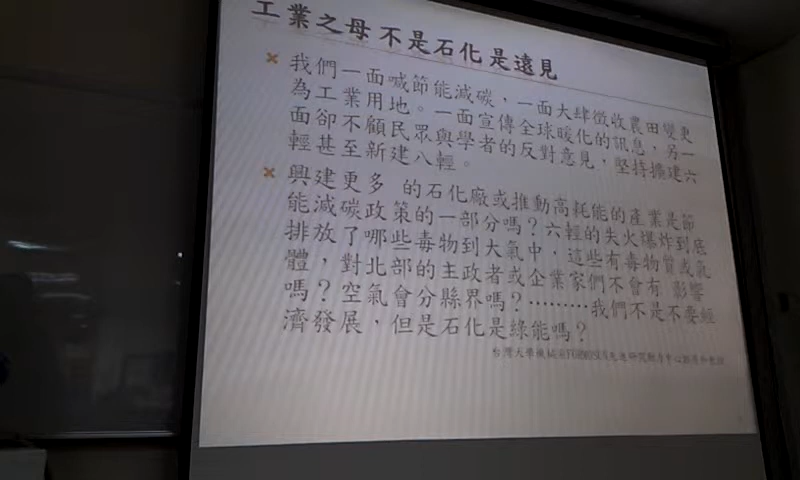 工業之母 不是石化 是遠見
我們一面喊節能減碳，一面大肆徵收農田變更
為工業用地。一面宣傳全球暖化的訊息，另一
面卻不顧民眾與學者的反對意見，堅持擴建六
輕甚至新建八輕。
興建更多 的石化廠或推動高耗能的產業是節
能減碳政策的一部分嗎？六輕的失火爆炸到底
排放了哪些毒物到大氣中，這些有毒物質或氣
體，對北部的主政者或企業家們不會有 影響
嗎？空氣會分縣界嗎？………我們不是不要經
濟發展，但是石化是綠能嗎？
台灣大學機械